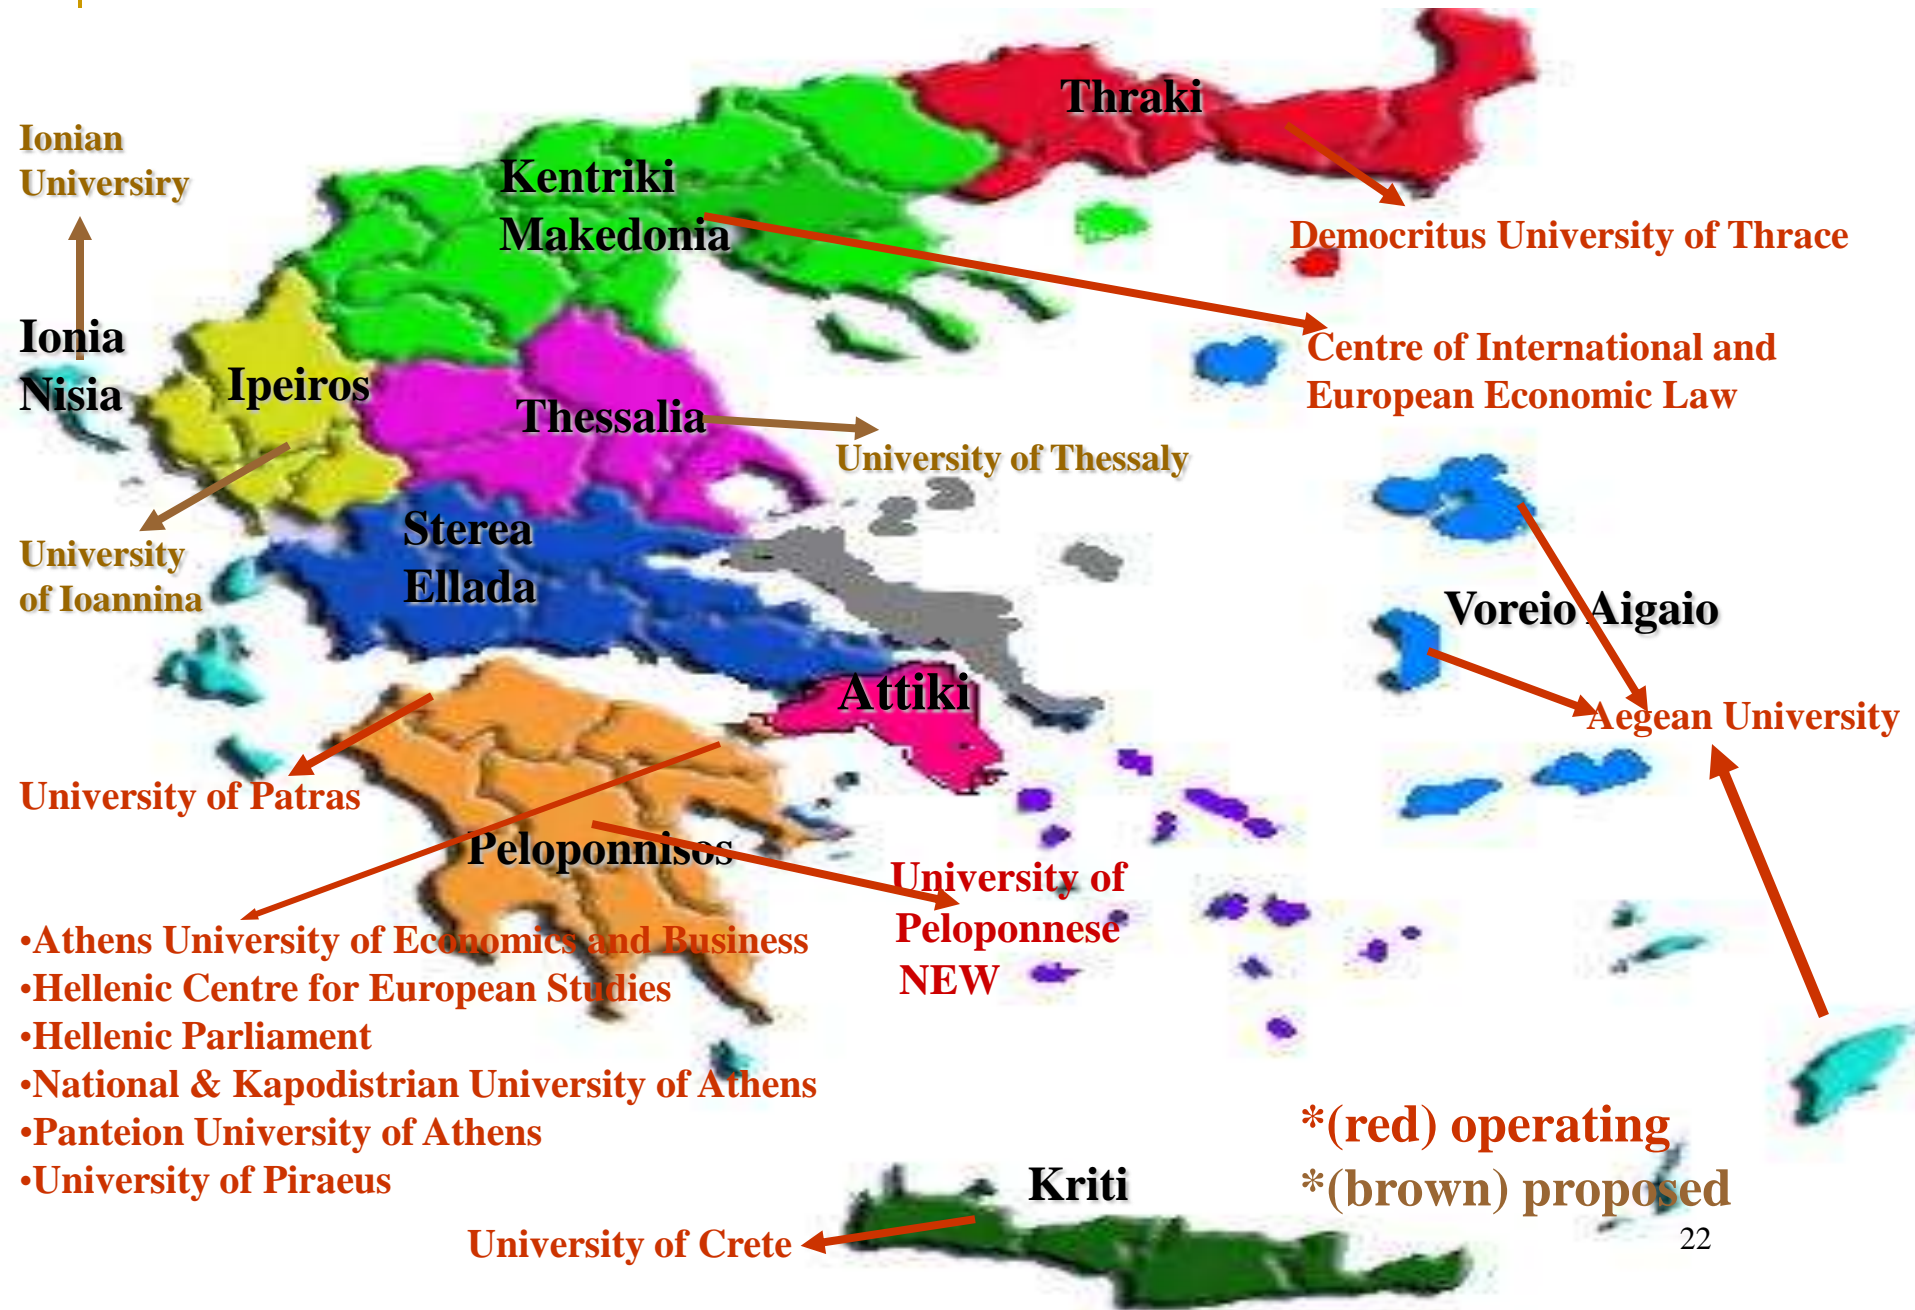 Thraki
Ionian
Universiry
Kentriki
Makedonia
Democritus University of Thrace
Ionia
Nisia
Ipeiros
Thessalia
Centre of International and
European Economic Law
University of Thessaly
Sterea
Ellada
University
of Ioannina
Voreio Aigaio
Attiki
Aegean University
University of Patras
Peloponnisos
University of
Peloponnese
NEW
•Athens University of Economics and Business
•Hellenic Centre for European Studies
•Hellenic Parliament
•National & Kapodistrian University of Athens
•Panteion University of Athens
•University of Piraeus
*(red) operating
*(brown) proposed
Kriti
University of Crete
22